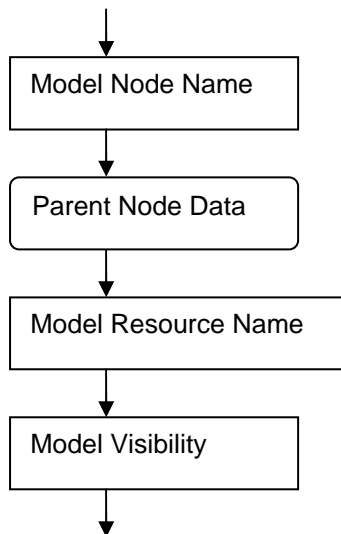 Model Node Name
Parent Node Data
Model Resource Name
Model Visibility